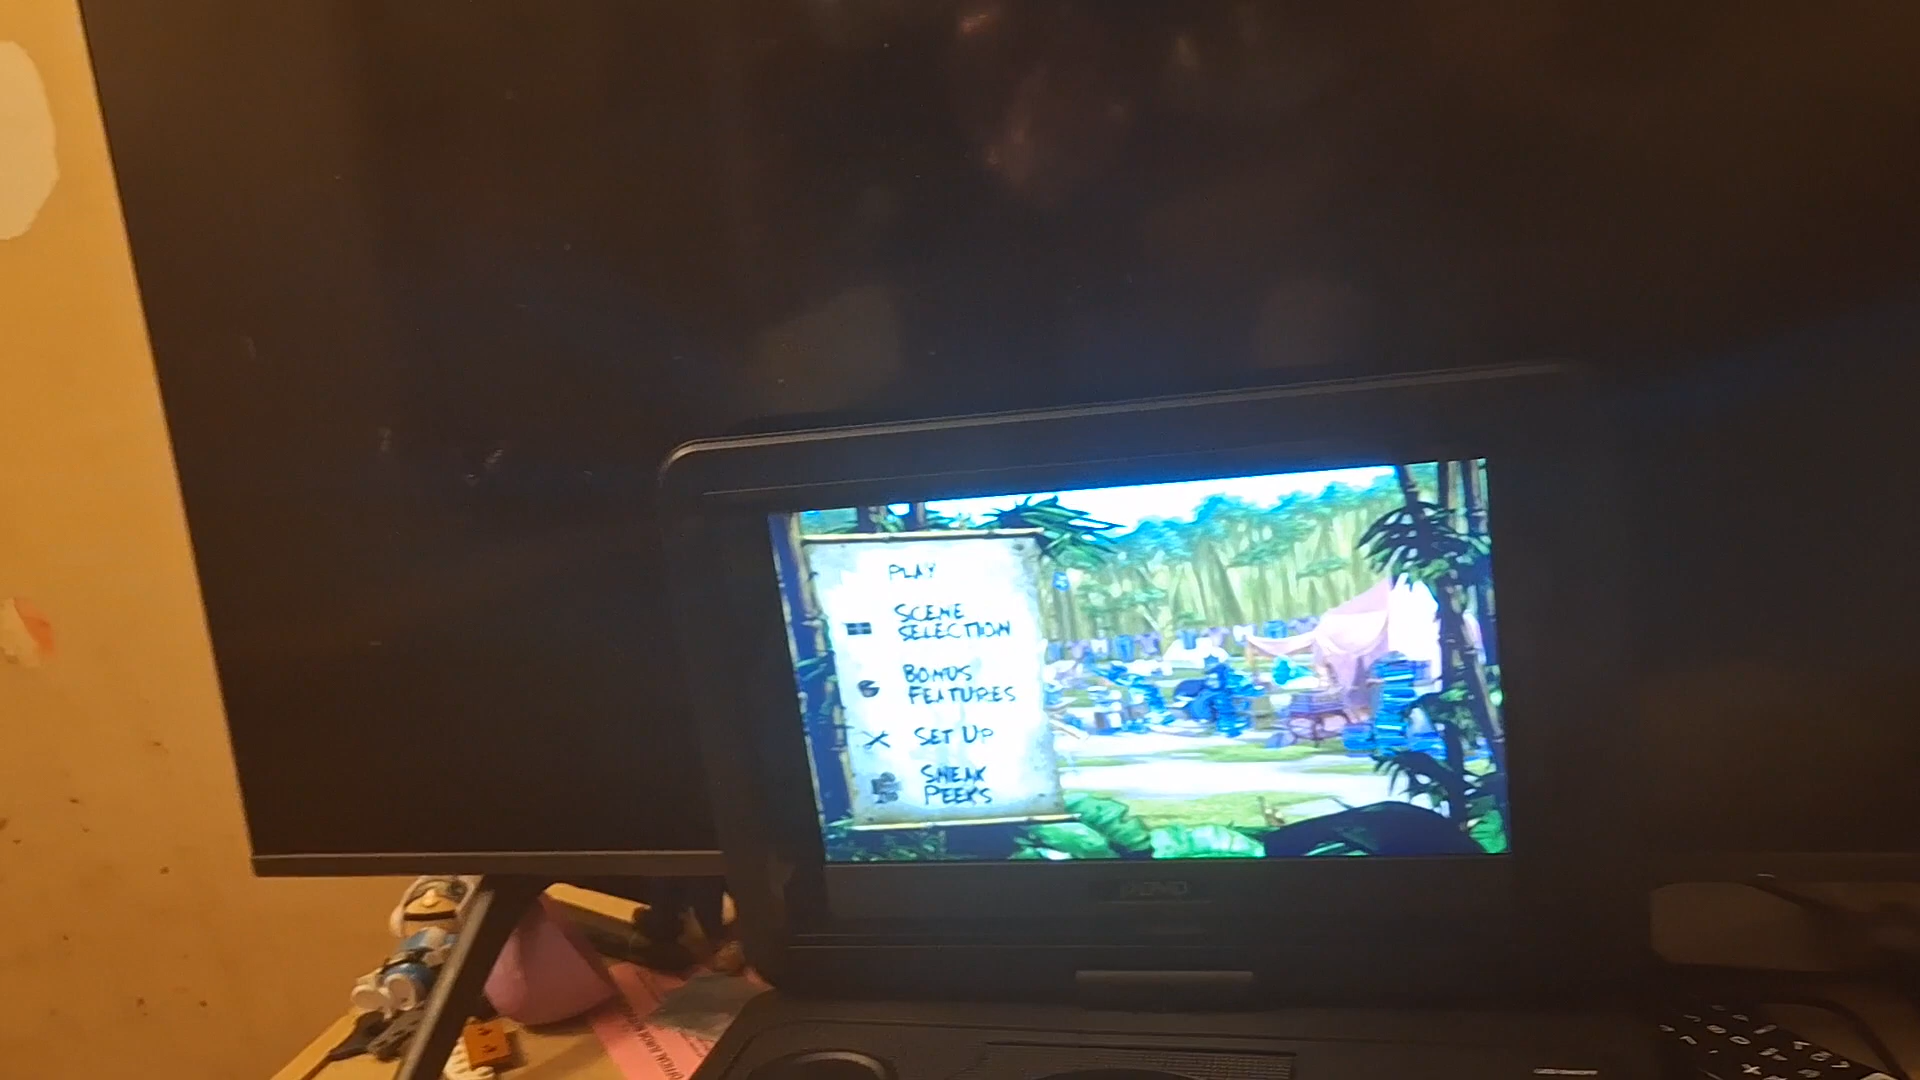 PLAY
SCENE
SELECTION
BONUS
FEATURES
SET UP
SNEAK
PEEKS